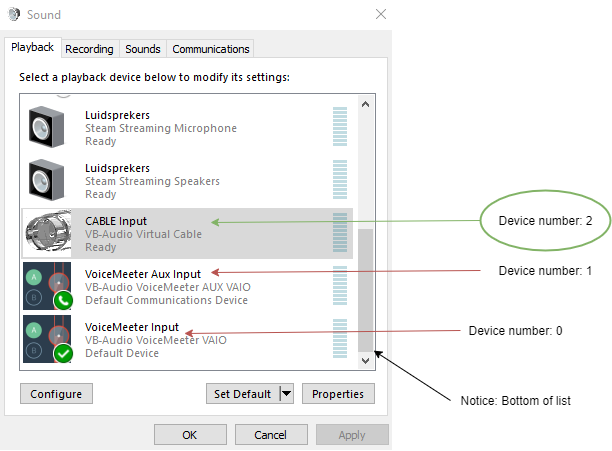 Sound
Playback Recording Sounds Communications
Select a playback device below to modify its settings:
Luidsprekers
Steam Streaming Microphone
Ready
Luidsprekers
Steam Streaming Speakers
Ready
CABLE Input
VB-Audio Virtual Cable
Ready
Device number: 2
VoiceMeeter Aux Input
VB-Audio VoiceMeeter AUX VAIO
Default Communications Device
Device number: 1
A
B
VoiceMeeter Input
VB-Audio VoiceMeeter VAIO
Default Device
Device number: 0
A
B
Notice: Bottom of list
Configure Set Default Properties
OK Cancel Apply